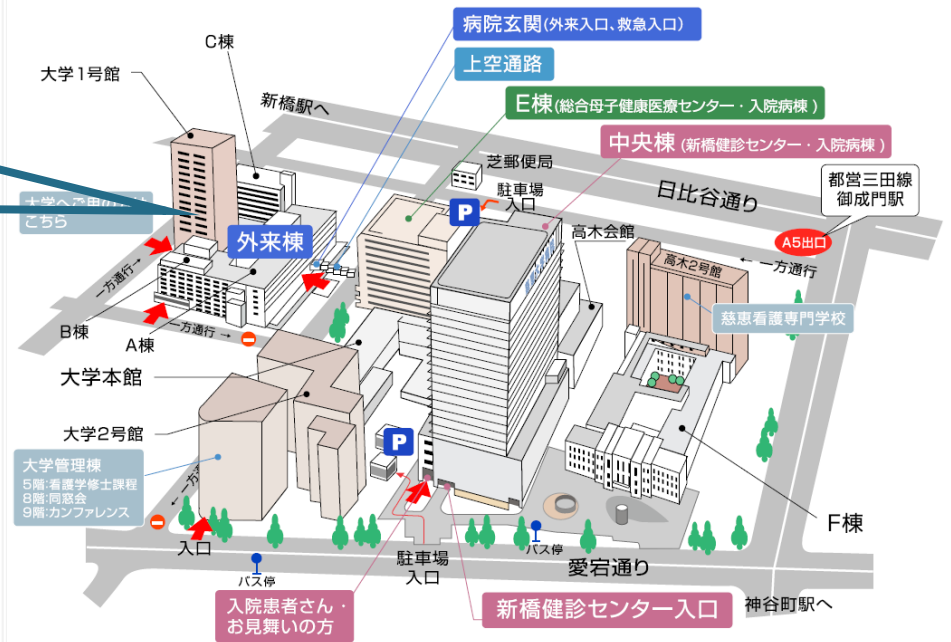 病院玄関(外来入口、救急入口)
C棟
上空通路
大学1号館
新橋駅へ
E棟(総合母子健康医療センター・入院病棟)
中央棟(新橋健診センター・入院病棟)
芝郵便局
駐車場
入口
P
日比谷通り
都営三田線
御成門駅
A5出口
大学へご用の
こちら
外来棟
高木会館
高木2号館
← 一方通行
一方通行 →
慈恵看護専門学校
B棟
A棟
一方通行 →
大学本館
大学2号館
P
大学管理棟
5階:看護学修士課程
8階:同窓会
9階:カンファレンス
← 一方通行
F棟
入口
バス停
駐車場
入口
バス停
愛宕通り
神谷町駅へ
入院患者さん・
お見舞いの方
新橋健診センター入口